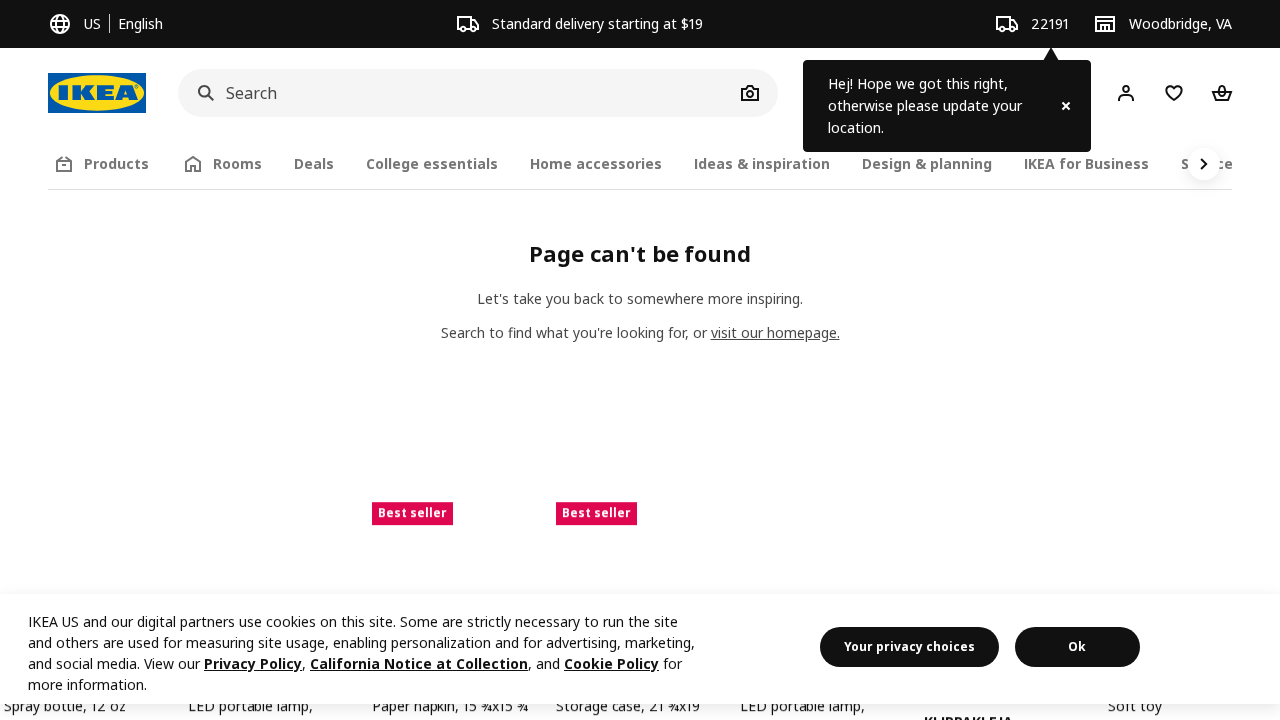 US | English
Standard delivery starting at $19
22191
Woodbridge, VA
IKEA
Search
Hej! Hope we got this right,
otherwise please update your
location.
Products
Rooms
Deals
College essentials
Home accessories
Ideas & inspiration
Design & planning
IKEA for Business
Page can't be found
Let's take you back to somewhere more inspiring.
Search to find what you're looking for, or visit our homepage.
Best seller
Best seller
IKEA US and our digital partners use cookies on this site. Some are strictly necessary to run the site
and others are used for measuring site usage, enabling personalization and for advertising, marketing,
and social media. View our Privacy Policy, California Notice at Collection, and Cookie Policy for
more information.
Your privacy choices
Ok
Spray bottle, 12 oz
LED portable lamp,
Paper napkin, 15 ¾x15 ¾
Storage case, 21 ¾x19
LED portable lamp,
Soft toy